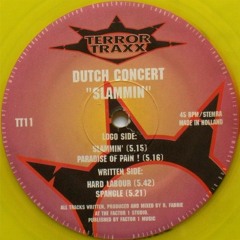 TERROR TRAXX
DUTCH CONCERT
"SLAMMIN"
TT11
45 RPM / STEMRA
MADE IN HOLLAND
LOGO SIDE:
SLAMMIN' (5.15)
PARADISE OF PAIN ! (5.16)
WRITTEN SIDE:
HARD LABOUR (5.42)
SPANGLE (5.21)
ALL TRACKS WRITTEN, PRODUCED AND MIXED BY R. FABRIE
AT THE FACTOR 1 STUDIO.
PUBLISHED BY FACTOR 1 MUSIC